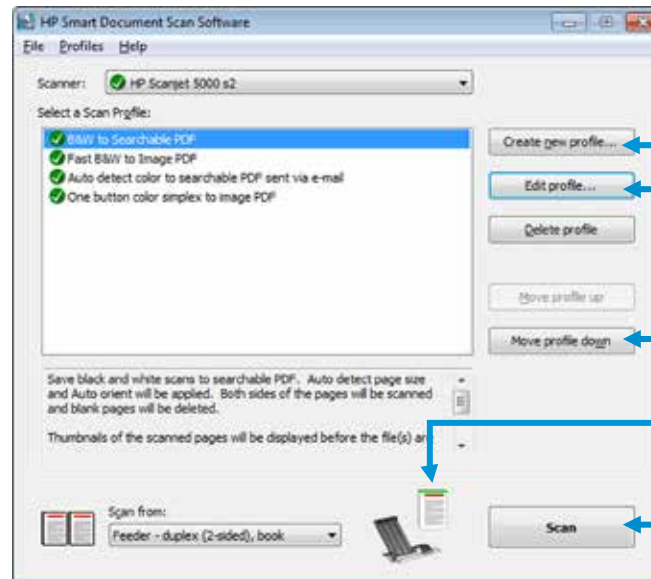 HP Smart Document Scan Software
File Profiles Help
Scanner: HP Scanjet 5000 s2
Select a Scan Profile:
B&W to Searchable PDF
Fast B&W to Image PDF
Auto detect color to searchable PDF sent via e-mail
One button color simplex to image PDF
Create new profile...
Edit profile...
Delete profile
Move profile up
Move profile down
Save black and white scans to searchable PDF. Auto detect page size
and Auto orient will be applied. Both sides of the pages will be scanned
and blank pages will be deleted.
Thumbnails of the scanned pages will be displayed before the file(s) are
Scan from:
Feeder - duplex (2-sided), book
Scan